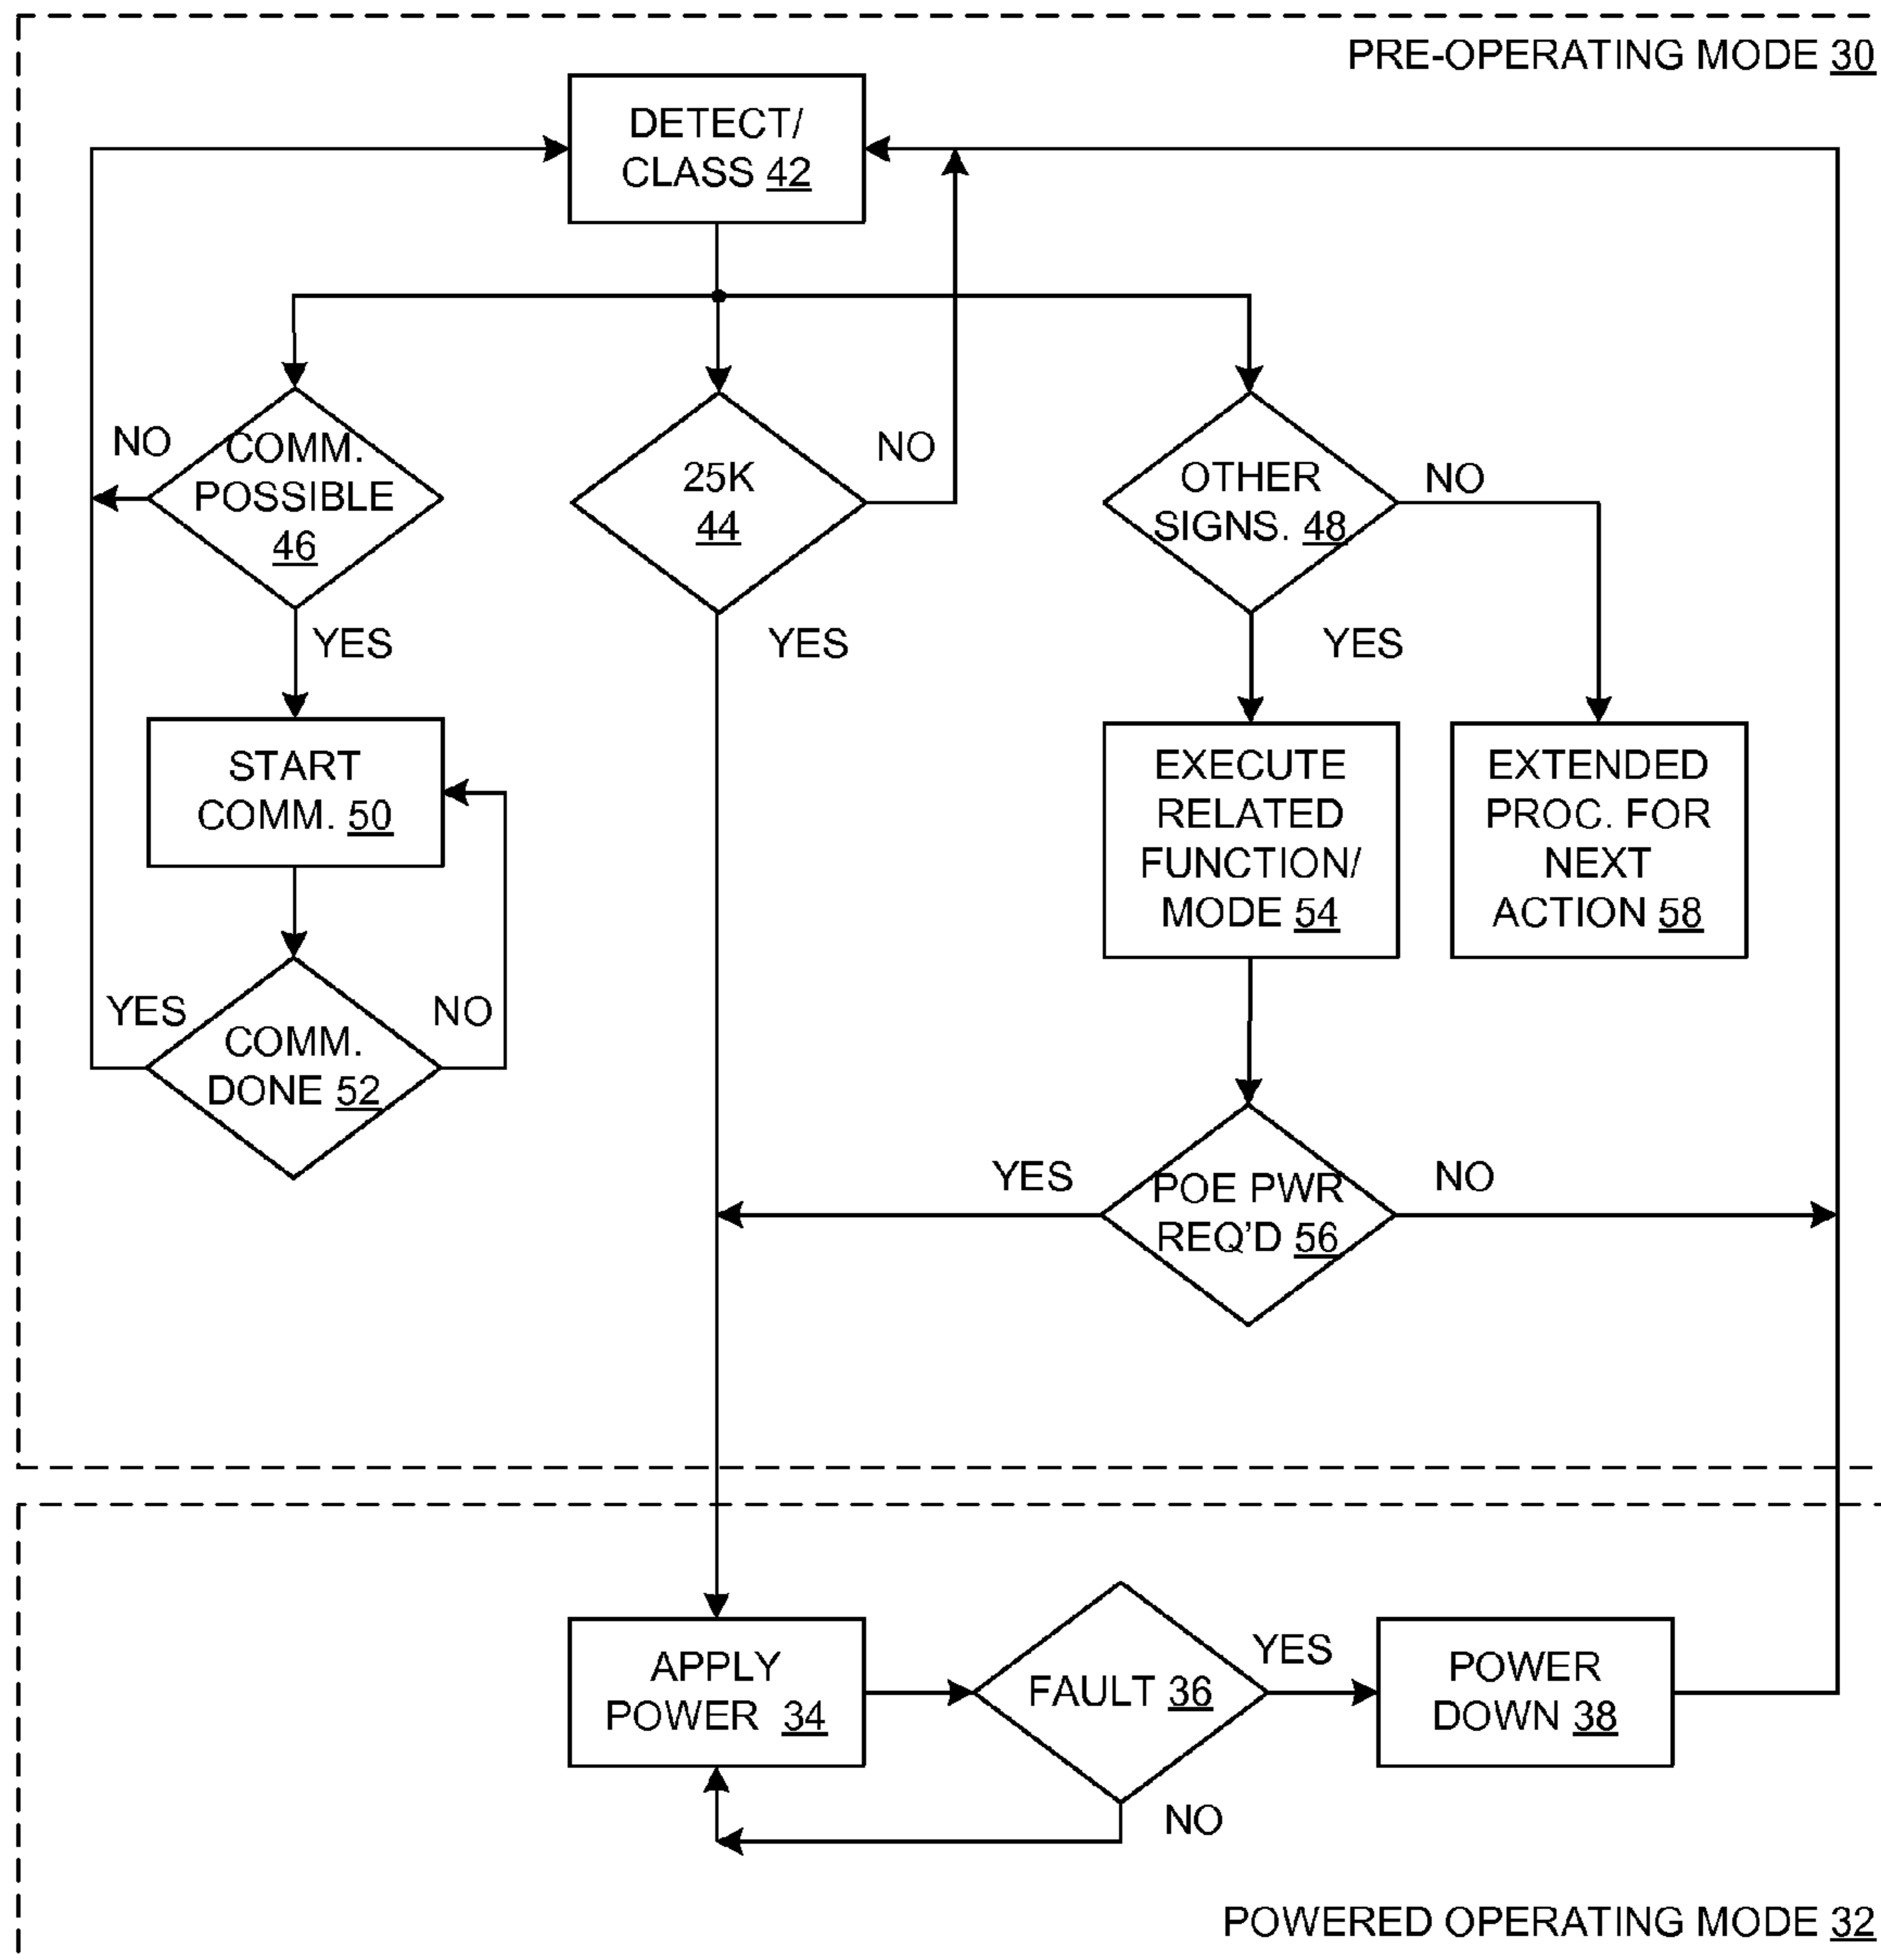 PRE-OPERATING MODE 30
DETECT/
CLASS 42
NO
COMM.
POSSIBLE
46
25K
44
NO
OTHER
SIGNS. 48
NO
YES
YES
YES
START
COMM. 50
EXECUTE
RELATED
FUNCTION/
MODE 54
EXTENDED
PROC. FOR
NEXT
ACTION 58
YES
COMM.
DONE 52
NO
YES
POE PWR
REQ'D 56
NO
APPLY
POWER 34
FAULT 36
YES
POWER
DOWN 38
NO
POWERED OPERATING MODE 32